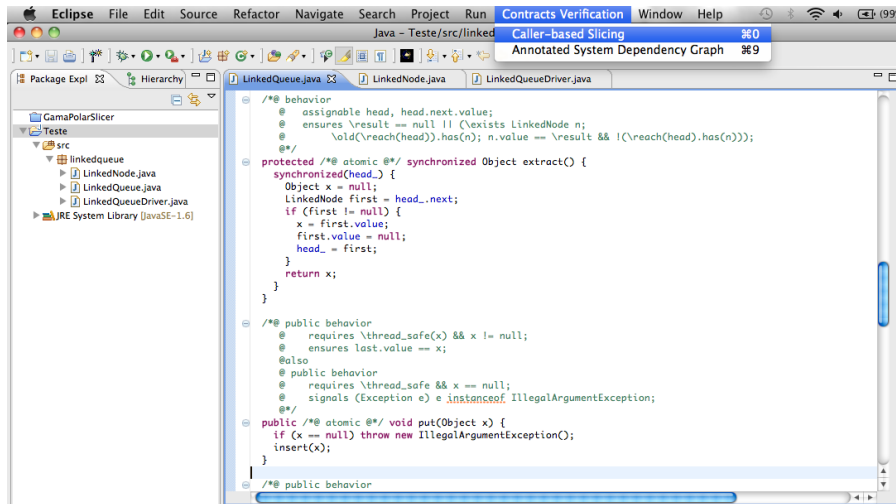 Eclipse File Edit Source Refactor Navigate Search Project Run Contracts Verification Window Help (99
Java - Teste/src/linked
Caller-based Slicing ⌘0
Annotated System Dependency Graph ⌘9
Package Expl Hierarchy
LinkedQueue.java LinkedNode.java LinkedQueueDriver.java
GamaPolarSlicer
Teste
src
linkedqueue
LinkedNode.java
LinkedQueue.java
LinkedQueueDriver.java
JRE System Library [JavaSE-1.6]
/*@ behavior
@ assignable head, head.next.value;
@ ensures \result == null || (\exists LinkedNode n;
@ \old(\reach(head)).has(n); n.value == \result && !(\reach(head).has(n)));
@*/
protected /*@ atomic @*/ synchronized Object extract() {
synchronized(head_) {
Object x = null;
LinkedNode first = head_.next;
if (first != null) {
x = first.value;
first.value = null;
head_ = first;
}
return x;
}
}
/*@ public behavior
@ requires \thread_safe(x) && x != null;
@ ensures last.value == x;
@also
@ public behavior
@ requires \thread_safe && x == null;
@ signals (Exception e) e instanceof IllegalArgumentException;
@*/
public /*@ atomic @*/ void put(Object x) {
if (x == null) throw new IllegalArgumentException();
insert(x);
}
/*@ public behavior